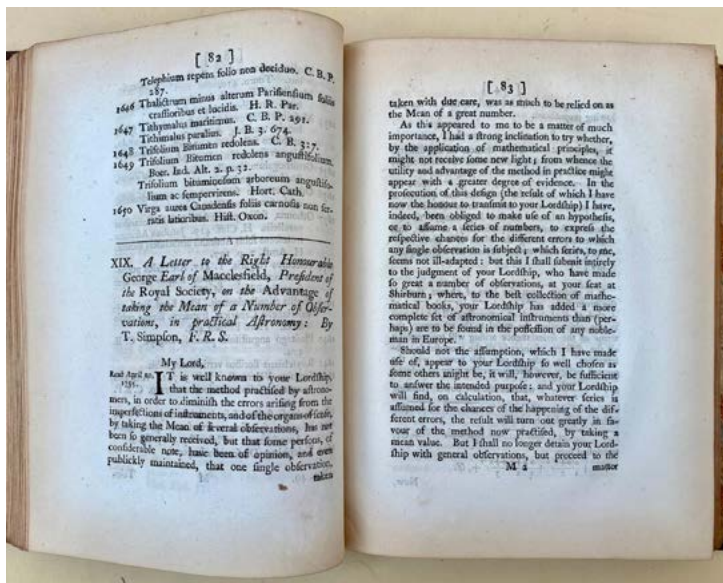 [ 82 ]
Telephium repens folio non deciduo. C. B. P.
287.
1646 Thalictrum minus alterum Parisiensium foliis
crassioribus et lucidis. H. R. Par.
1647 Tithymalus maritimus. C. B. P. 291.
Tithimalus paralius. J. B. 3. 674.
1648 Trifolium Bitumen redolens. C. B. 327.
1649 Trifolium Bitumen redolens angustifolium.
Boer. Ind. Alt. 2. p. 32.
Trifolium bituminosum arboreum angustifo-
lium ac sempervirens. Hort. Cath.
1650 Virga aurea Canadensis foliis carnosis non ser-
ratis latioribus. Hist. Oxon.
XIX. A Letter to the Right Honourable
George Earl of Macclesfield, President of
the Royal Society, on the Advantage of
taking the Mean of a Number of Obser-
vations, in practical Astronomy: By
T. Simpson, F. R. S.
My Lord,
Read April 10,
1755.
IT is well known to your Lordship,
that the method practised by astrono-
mers, in order to diminish the errors arising from the
imperfections of instruments, and of the organs of sense,
by taking the Mean of several observations, has not
been so generally received, but that some persons, of
considerable note, have been of opinion, and even
publickly maintained, that one single observation,
taken
[ 83 ]
taken with due care, was as much to be relied on as
the Mean of a great number.
As this appeared to me to be a matter of much
importance, I had a strong inclination to try whether,
by the application of mathematical principles, it
might not receive some new light; from whence the
utility and advantage of the method in practice might
appear with a greater degree of evidence. In the
prosecution of this design (the result of which I have
now the honour to transmit to your Lordship) I have,
indeed, been obliged to make use of an hypothesis,
or to assume a series of numbers, to express the
respective chances for the different errors to which
any single observation is subject; which series, to me,
seems not ill-adapted: but this I shall submit intirely
to the judgment of your Lordship, who have made
so great a number of observations, at your seat at
Shirburn; where, to the best collection of mathe-
matical books, your Lordship has added a more
complete set of astronomical instruments than (per-
haps) are to be found in the possession of any noble-
man in Europe.
Should not the assumption, which I have made
use of, appear to your Lordship so well chosen as
some others might be, it will, however, be sufficient
to answer the intended purpose: and your Lordship
will find, on calculation, that, whatever series is
assumed for the chances of the happening of the dif-
ferent errors, the result will turn out greatly in fa-
vour of the method now practised, by taking a
mean value. But I shall no longer detain your Lord-
ship with general observations, but proceed to the
M 2 matter